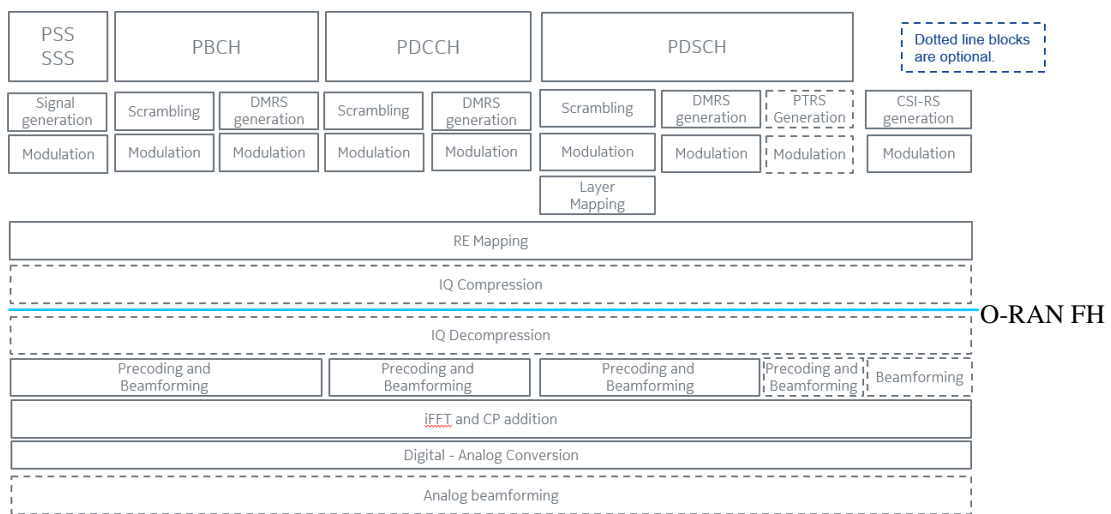 PSS
SSS
PBCH
PDCCH
PDSCH
Dotted line blocks
are optional.
Signal
generation
Scrambling
DMRS
generation
Scrambling
DMRS
generation
Scrambling
DMRS
generation
PTRS
Generation
CSI-RS
generation
Modulation
Modulation
Modulation
Modulation
Modulation
Modulation
Modulation
Modulation
Modulation
Layer
Mapping
RE Mapping
IQ Compression
O-RAN FH
IQ Decompression
Precoding and
Beamforming
Precoding and
Beamforming
Precoding and
Beamforming
Precoding and
Beamforming
Beamforming
iFFT and CP addition
Digital - Analog Conversion
Analog beamforming